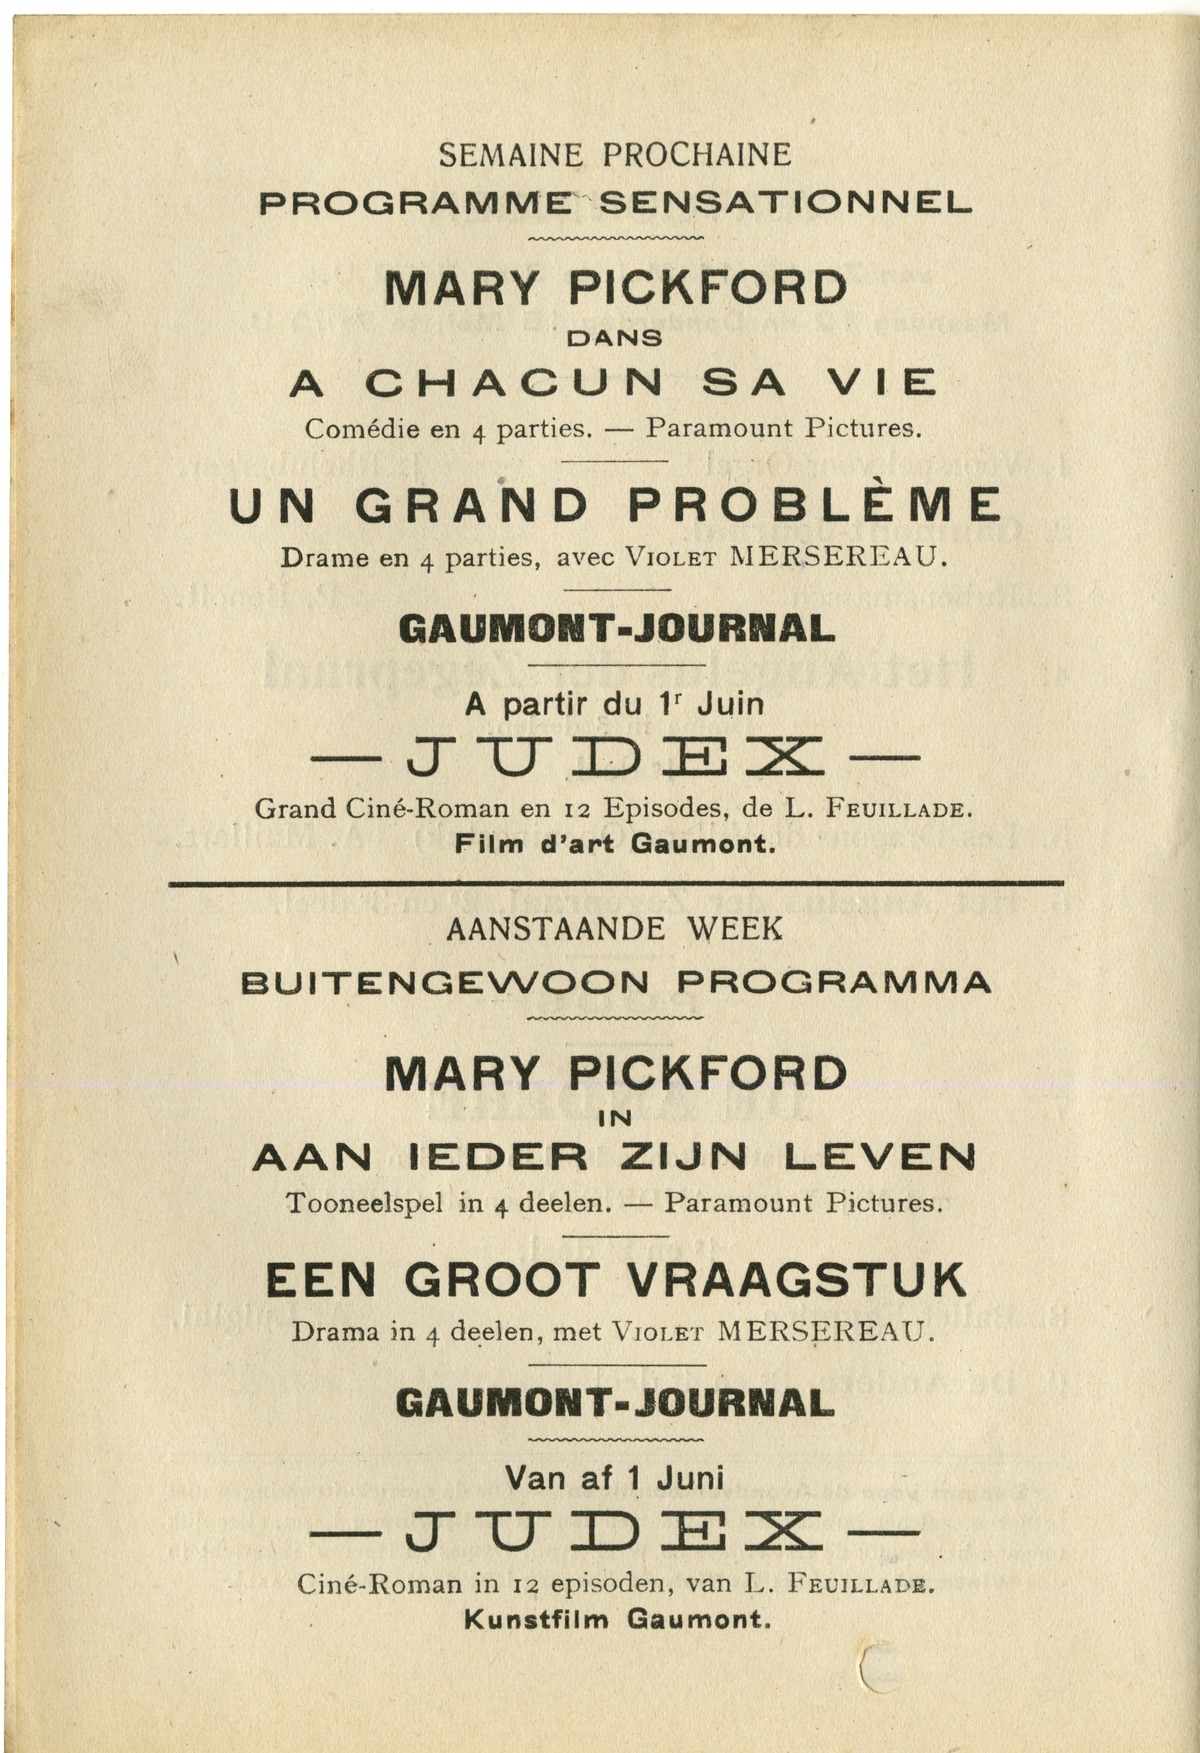 SEMAINE PROCHAINE
PROGRAMME SENSATIONNEL
MARY PICKFORD
DANS
A CHACUN SA VIE
Comédie en 4 parties. — Paramount Pictures.
UN GRAND PROBLÈME
Drame en 4 parties, avec VIOLET MERSEREAU.
GAUMONT-JOURNAL
A partir du 1r Juin
— JUDEX —
Grand Ciné-Roman en 12 Episodes, de L. FEUILLADE.
Film d'art Gaumont.
AANSTAANDE WEEK
BUITENGEWOON PROGRAMMA
MARY PICKFORD
IN
AAN IEDER ZIJN LEVEN
Tooneelspel in 4 deelen. — Paramount Pictures.
EEN GROOT VRAAGSTUK
Drama in 4 deelen, met VIOLET MERSEREAU.
GAUMONT-JOURNAL
Van af 1 Juni
— JUDEX —
Ciné-Roman in 12 episoden, van L. FEUILLADE.
Kunstfilm Gaumont.